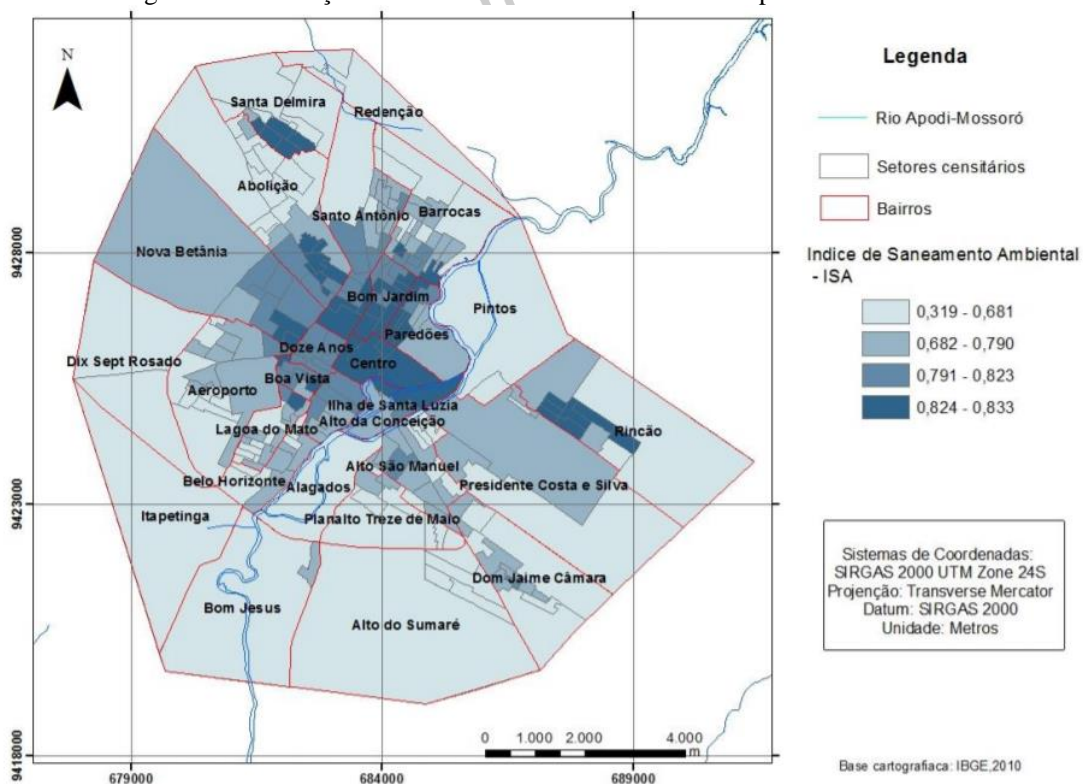 N
Santa Delmira
Redenção
Abolição
Santo Antônio
Barrocas
Nova Betânia
Bom Jardim
Pintos
Paredões
Doze Anos
Dix Sept Rosado
Centro
Boa Vista
Aeroporto
Ilha de Santa Luzia
Lagoa do Mato
Alto da Conceição
Rincão
Alto São Manuel
Belo Horizonte
Alagados
Presidente Costa e Silva
Itapetinga
Planalto Treze de Maio
Dom Jaime Câmara
Bom Jesus
Alto do Sumaré
0 1.000 2.000 4.000
m
9428000
9423000
9418000
679000 684000 689000
Legenda
Rio Apodi-Mossoró
Setores censitários
Bairros
Indice de Saneamento Ambiental
- ISA
0,319 - 0,681
0,682 - 0,790
0,791 - 0,823
0,824 - 0,833
Sistemas de Coordenadas:
SIRGAS 2000 UTM Zone 24S
Projenção: Transverse Mercator
Datum: SIRGAS 2000
Unidade: Metros
Base cartografiaca: IBGE,2010